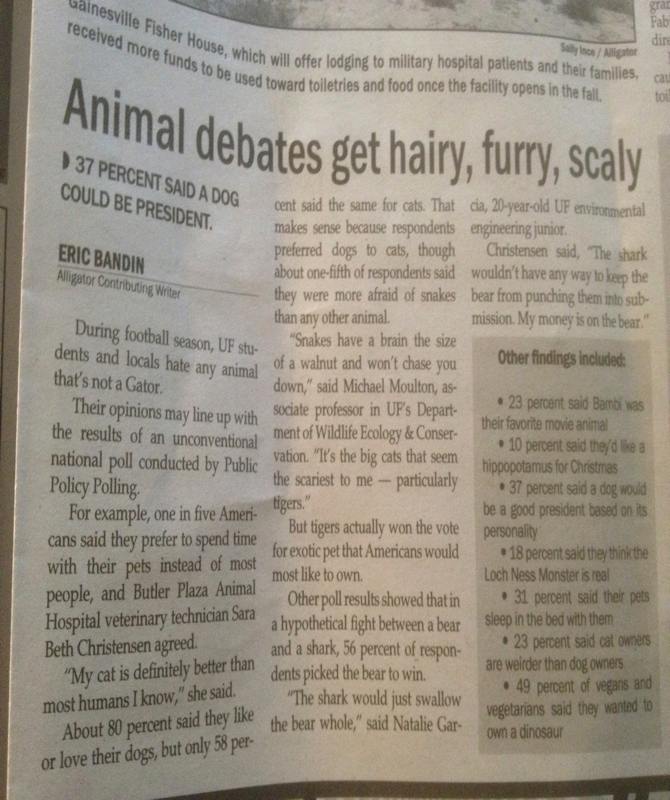 Gainesville Fisher House, which will offer lodging to military hospital patients and their families,
received more funds to be used toward toiletries and food once the facility opens in the fall.
Sally Ince / Alligator
Animal debates get hairy, furry, scaly
37 PERCENT SAID A DOG
COULD BE PRESIDENT.
ERIC BANDIN
Alligator Contributing Writer
During football season, UF stu-
dents and locals hate any animal
that's not a Gator.
Their opinions may line up with
the results of an unconventional
national poll conducted by Public
Policy Polling.
For example, one in five Ameri-
cans said they prefer to spend time
with their pets instead of most
people, and Butler Plaza Animal
Hospital veterinary technician Sara
Beth Christensen agreed.
"My cat is definitely better than
most humans I know," she said.
About 80 percent said they like
or love their dogs, but only 58 per-
cent said the same for cats. That
makes sense because respondents
preferred dogs to cats, though
about one-fifth of respondents said
they were more afraid of snakes
than any other animal.
"Snakes have a brain the size
of a walnut and won't chase you
down," said Michael Moulton, as-
sociate professor in UF's Depart-
ment of Wildlife Ecology & Conser-
vation. "It's the big cats that seem
the scariest to me — particularly
tigers."
But tigers actually won the vote
for exotic pet that Americans would
most like to own.
Other poll results showed that in
a hypothetical fight between a bear
and a shark, 56 percent of respon-
dents picked the bear to win.
"The shark would just swallow
the bear whole," said Natalie Gar-
cia, 20-year-old UF environmental
engineering junior.
Christensen said, "The shark
wouldn't have any way to keep the
bear from punching them into sub-
mission. My money is on the bear."
Other findings included:
• 23 percent said Bambi was
their favorite movie animal
• 10 percent said they'd like a
hippopotamus for Christmas
• 37 percent said a dog would
be a good president based on its
personality
• 18 percent said they think the
Loch Ness Monster is real
• 31 percent said their pets
sleep in the bed with them
• 23 percent said cat owners
are weirder than dog owners
• 49 percent of vegans and
vegetarians said they wanted to
own a dinosaur